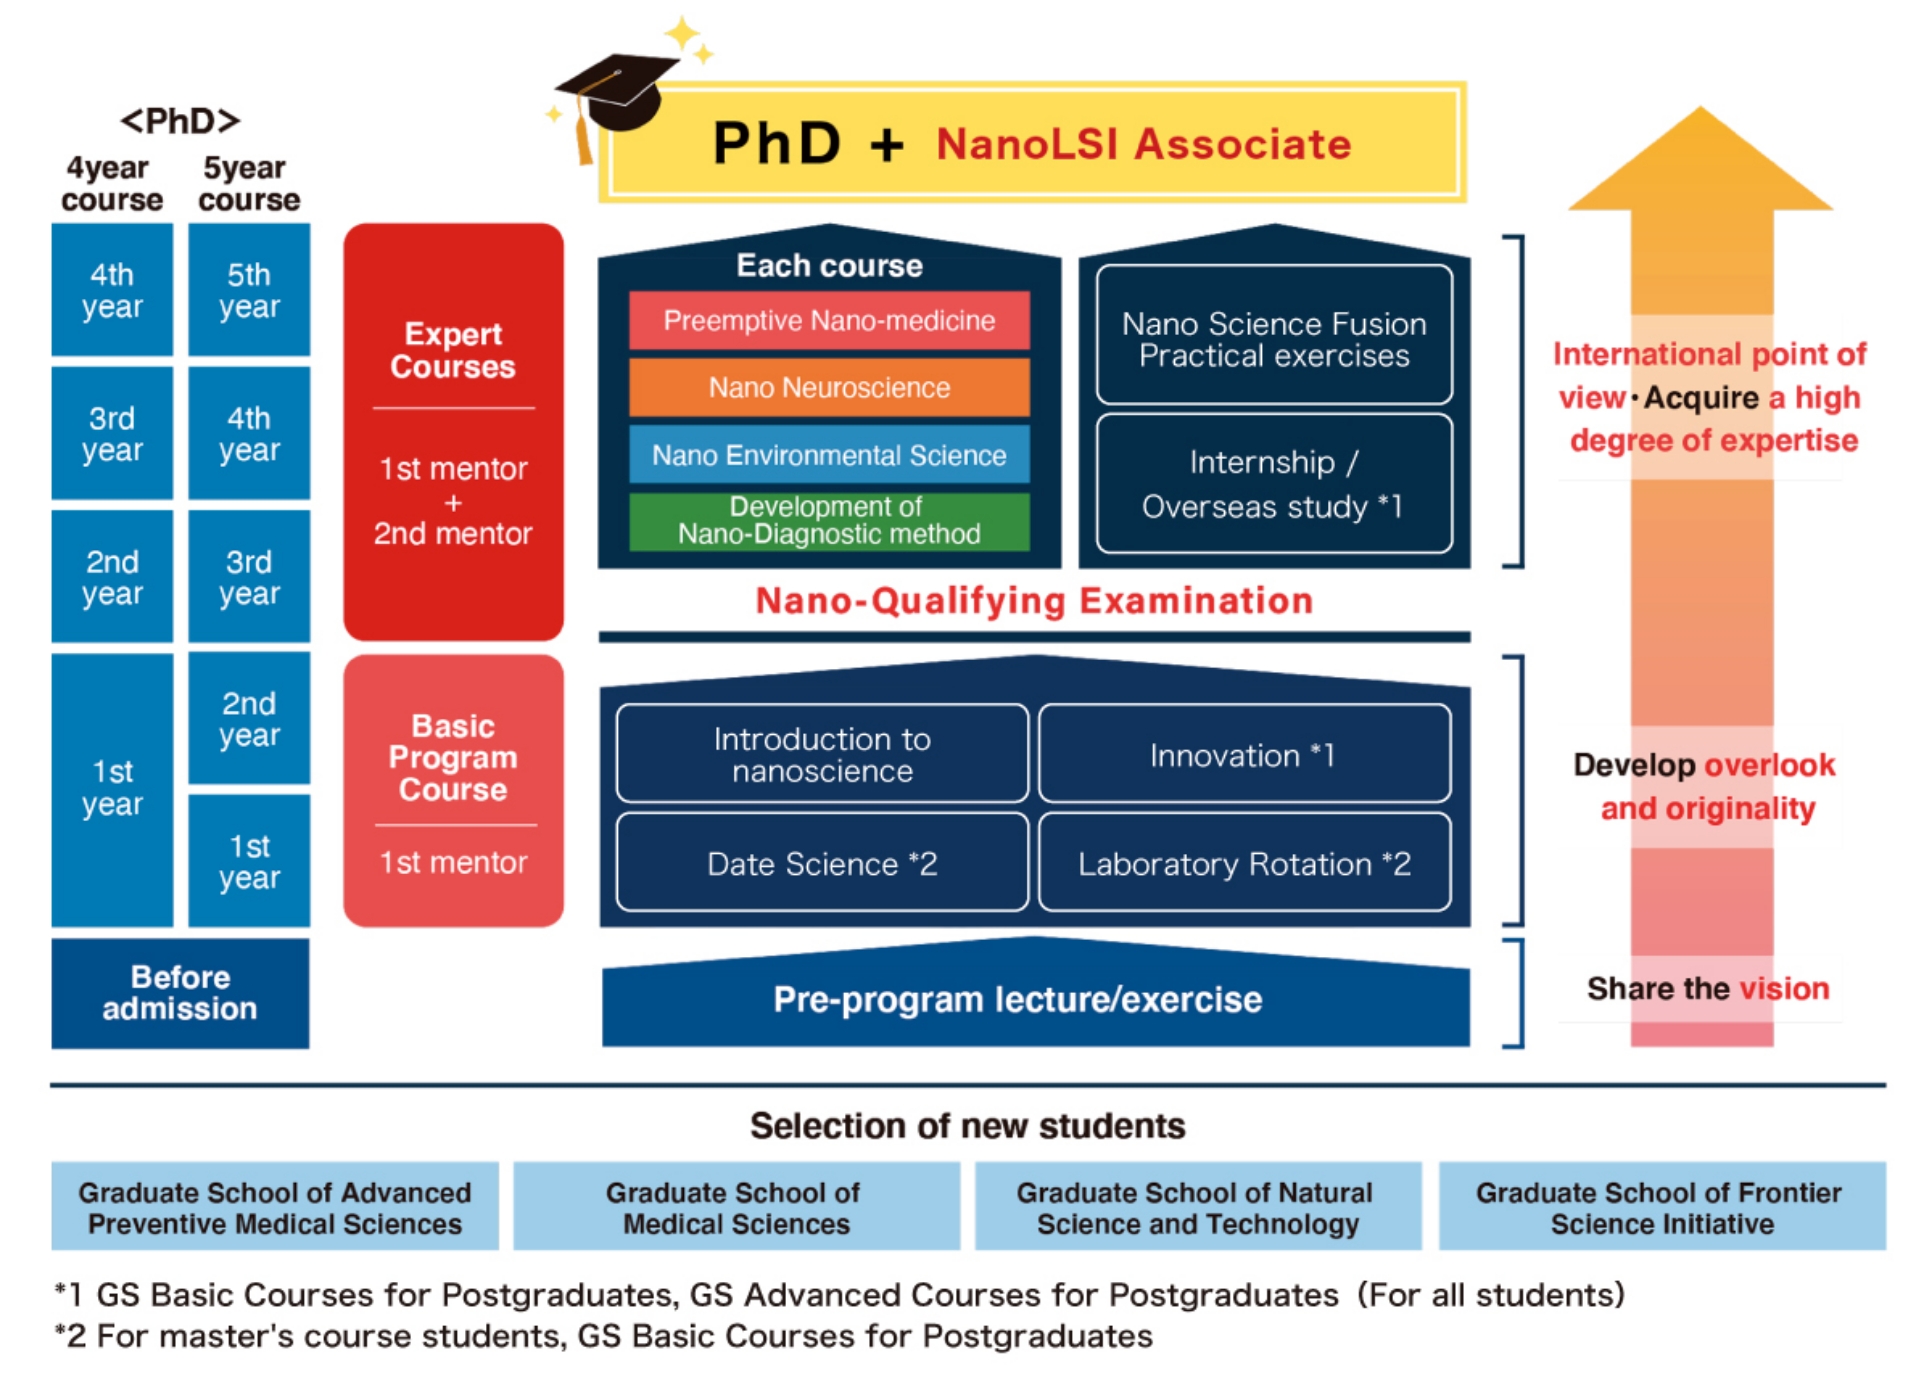 <PhD>
4year
course
5year
course
4th
year
5th
year
3rd
year
4th
year
2nd
year
3rd
year
1st
year
2nd
year
1st
year
Before
admission
Expert
Courses
1st mentor
+
2nd mentor
Basic
Program
Course
1st mentor
PhD + NanoLSI Associate
Each course
Preemptive Nano-medicine
Nano Neuroscience
Nano Environmental Science
Development of
Nano-Diagnostic method
Nano Science Fusion
Practical exercises
Internship /
Overseas study *1
Nano-Qualifying Examination
Introduction to
nanoscience
Innovation *1
Date Science *2
Laboratory Rotation *2
Pre-program lecture/exercise
International point of
view・Acquire a high
degree of expertise
Develop overlook
and originality
Share the vision
Selection of new students
Graduate School of Advanced
Preventive Medical Sciences
Graduate School of
Medical Sciences
Graduate School of Natural
Science and Technology
Graduate School of Frontier
Science Initiative
*1 GS Basic Courses for Postgraduates, GS Advanced Courses for Postgraduates（For all students）
*2 For master's course students, GS Basic Courses for Postgraduates